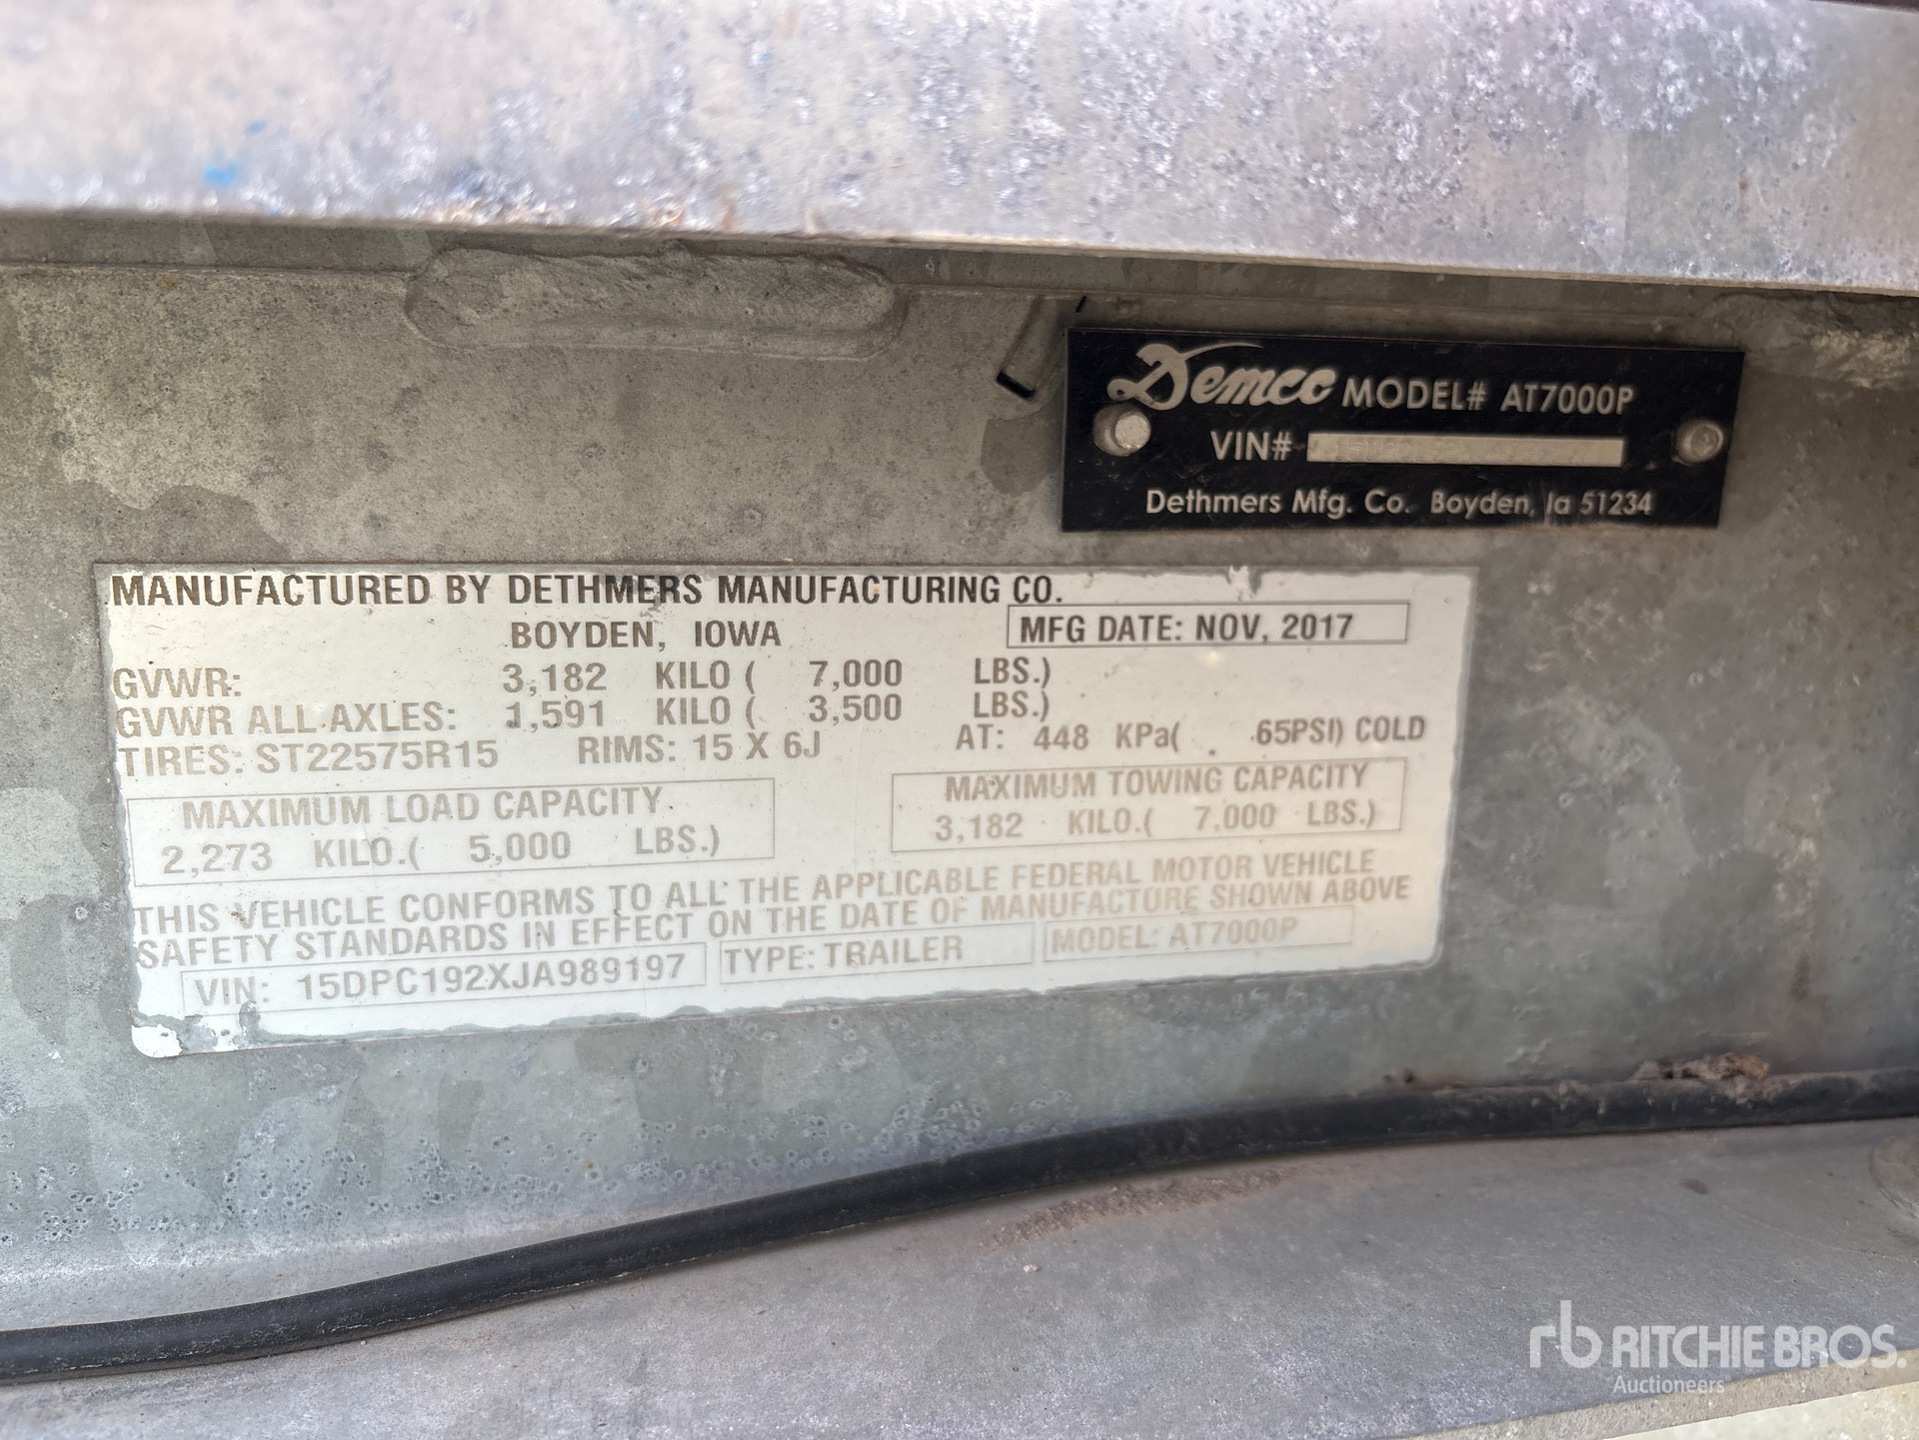 Demco MODEL# AT7000P
VIN#
Dethmers Mfg. Co. Boyden, Ia 51234
MANUFACTURED BY DETHMERS MANUFACTURING CO.
BOYDEN, IOWA
MFG DATE: NOV, 2017
GVWR: 3,182 KILO ( 7,000 LBS.)
GVWR ALL AXLES: 1,591 KILO ( 3,500 LBS.)
TIRES: ST22575R15 RIMS: 15 X 6J AT: 448 KPa( 65PSI) COLD
MAXIMUM LOAD CAPACITY
2,273 KILO.( 5,000 LBS.)
MAXIMUM TOWING CAPACITY
3,182 KILO.( 7,000 LBS.)
THIS VEHICLE CONFORMS TO ALL THE APPLICABLE FEDERAL MOTOR VEHICLE
SAFETY STANDARDS IN EFFECT ON THE DATE OF MANUFACTURE SHOWN ABOVE
VIN: 15DPC192XJA989197 TYPE: TRAILER MODEL: AT7000P
rb RITCHIE BROS.
Auctioneers